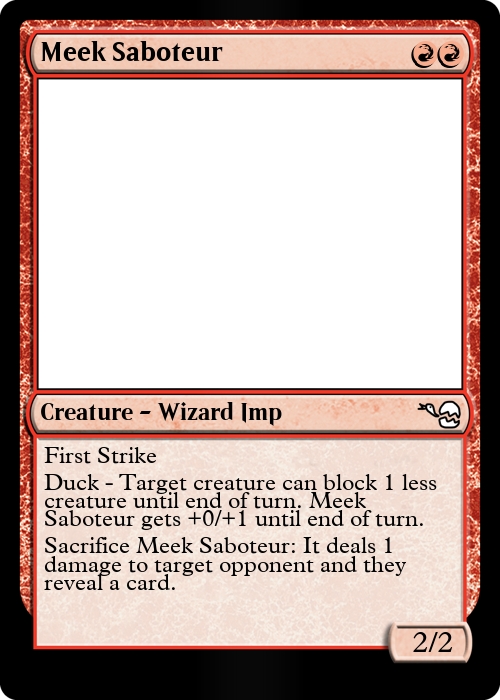 Meek Saboteur
Creature – Wizard Imp
First Strike
Duck - Target creature can block 1 less
creature until end of turn. Meek
Saboteur gets +0/+1 until end of turn.
Sacrifice Meek Saboteur: It deals 1
damage to target opponent and they
reveal a card.
2/2